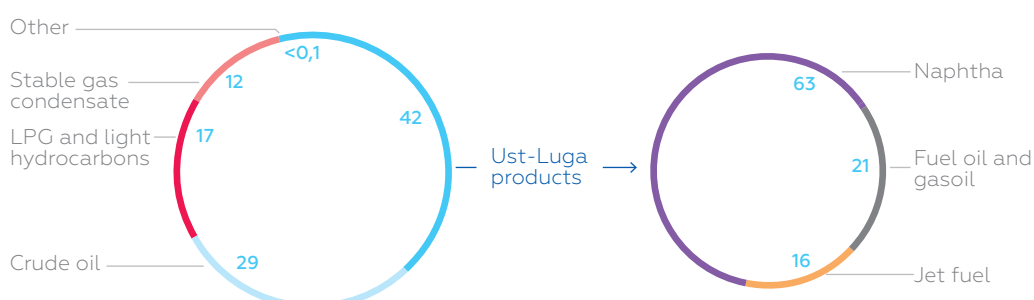 Other
<0,1
Stable gas
condensate
12
LPG and light
hydrocarbons
17
42
Crude oil
29
Ust-Luga
products
Naphtha
63
Fuel oil and
gasoil
21
Jet fuel
16